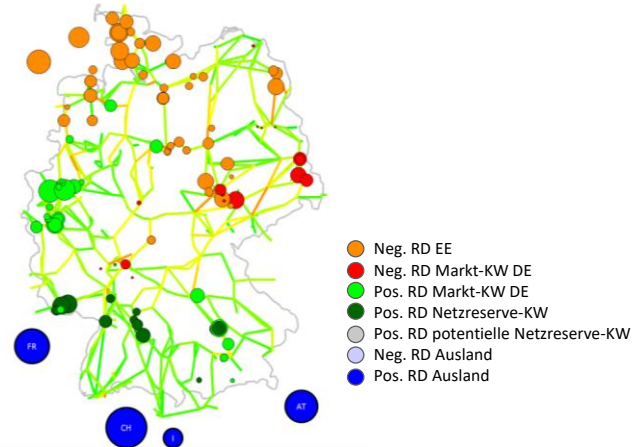 Neg. RD EE
Neg. RD Markt-KW DE
Pos. RD Markt-KW DE
Pos. RD Netzreserve-KW
Pos. RD potentielle Netzreserve-KW
Neg. RD Ausland
Pos. RD Ausland
FR
AT
CH
I